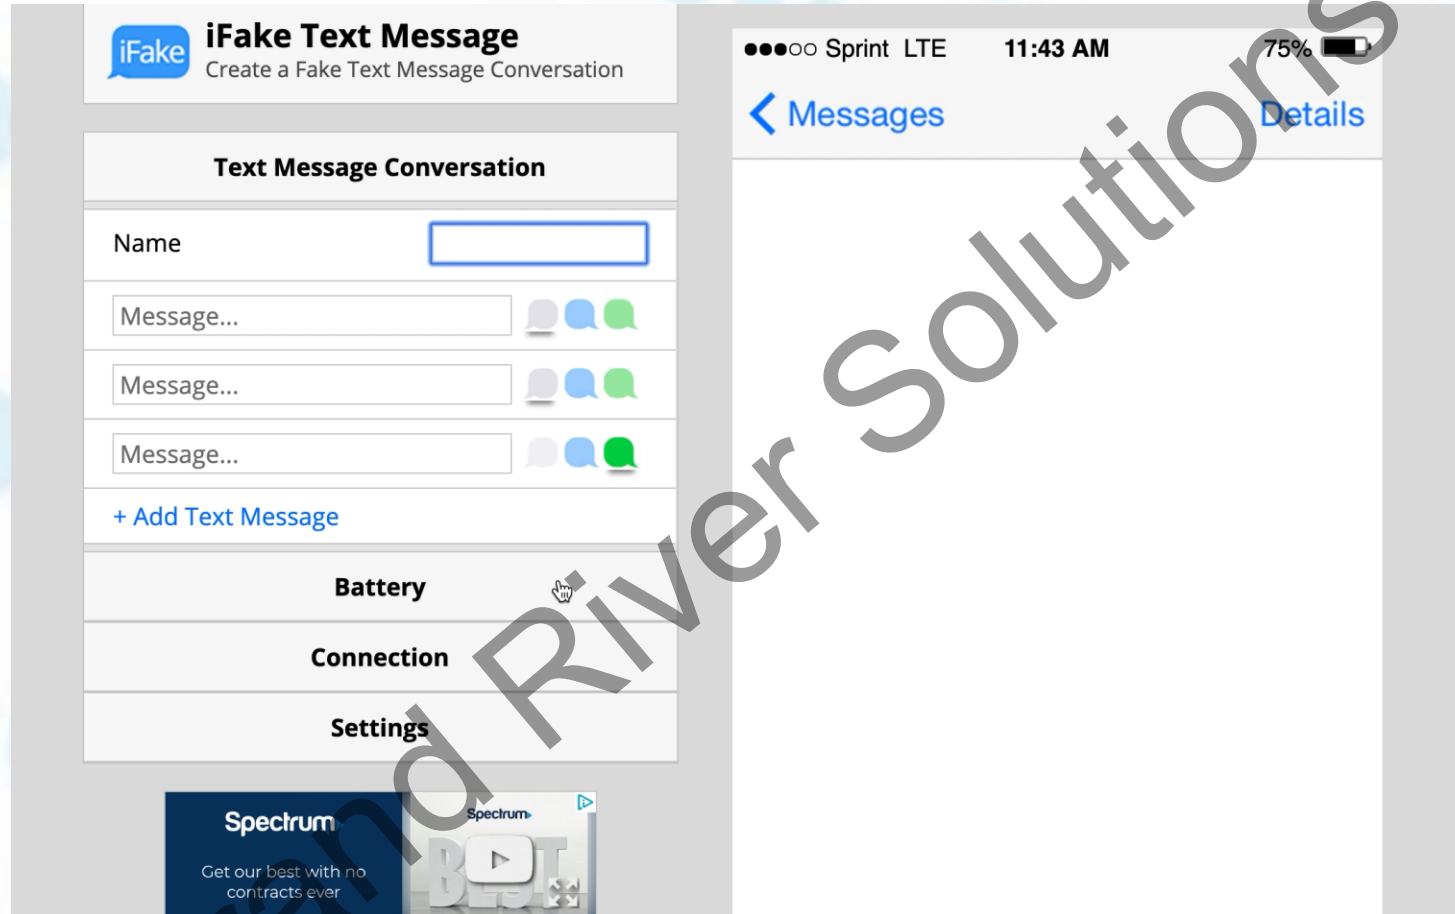 iFake
iFake Text Message
Create a Fake Text Message Conversation
Text Message Conversation
Name
Message...
Message...
Message...
+ Add Text Message
Battery
Connection
Settings
Spectrum
Get our best with no
contracts ever
Spectrum
BEST
Sprint LTE 11:43 AM 75%
Messages Details
rand River Solutions